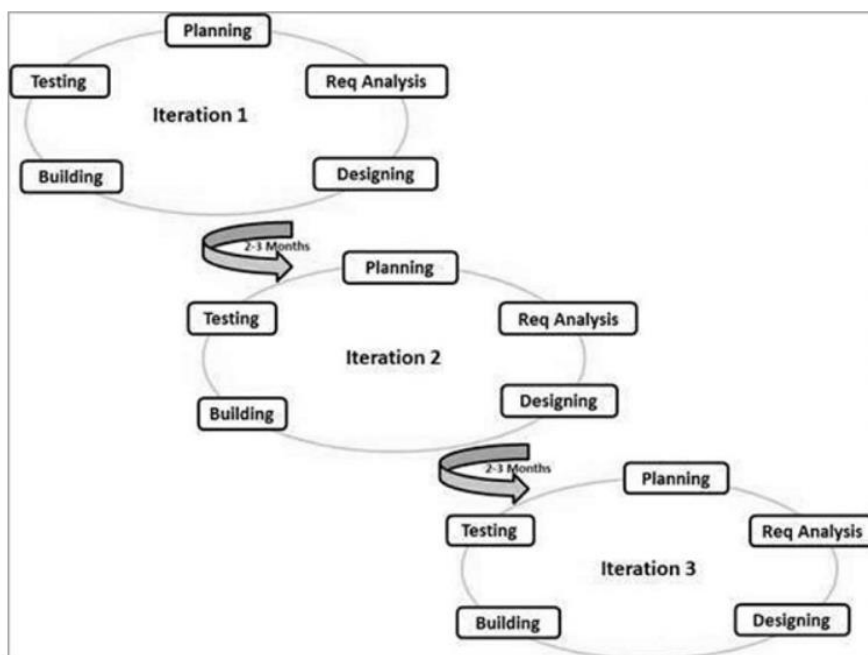 Planning
Testing
Req Analysis
Iteration 1
Building
Designing
2-3 Months
Planning
Testing
Req Analysis
Iteration 2
Building
Designing
2-3 Months
Planning
Testing
Req Analysis
Iteration 3
Building
Designing